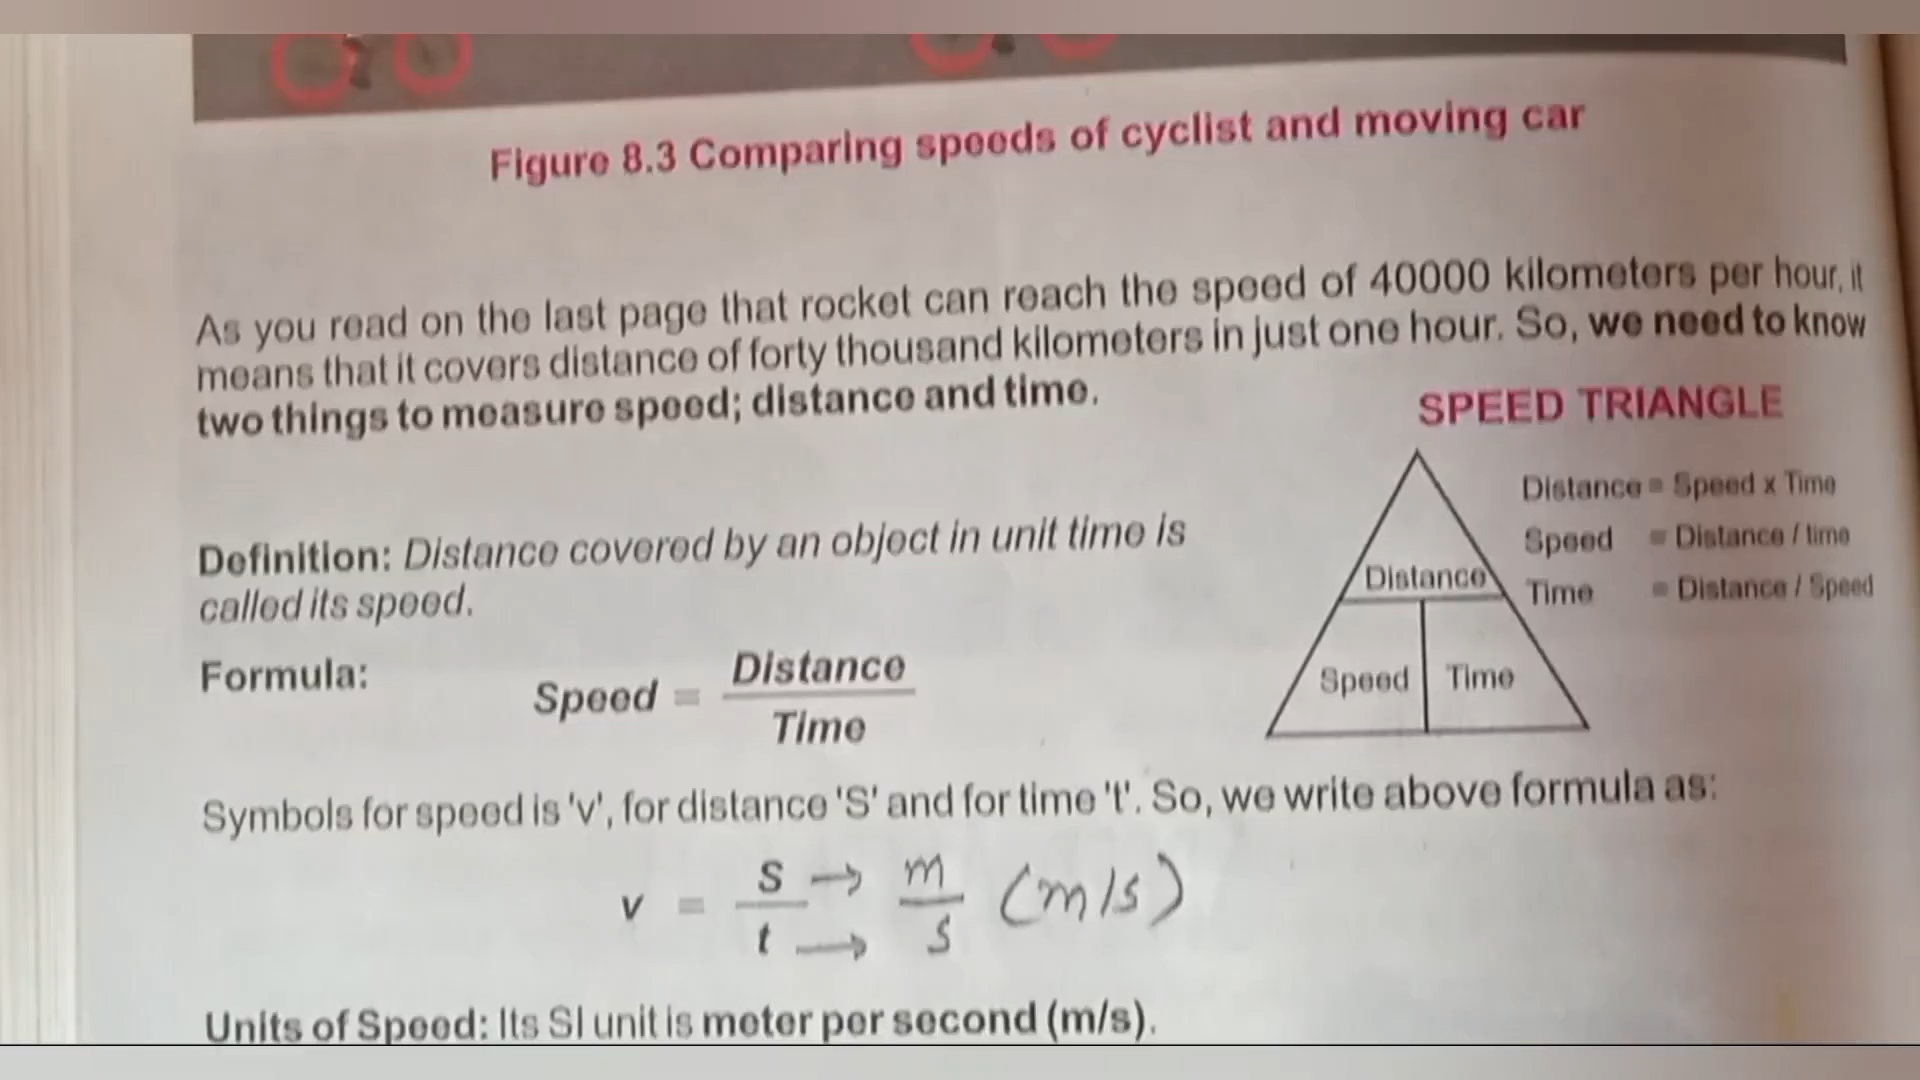 Figure 8.3 Comparing speeds of cyclist and moving car
As you read on the last page that rocket can reach the speed of 40000 kilometers per hour, it
means that it covers distance of forty thousand kilometers in just one hour. So, we need to know
two things to measure speed; distance and time.
SPEED TRIANGLE
Distance = Speed x Time
Speed = Distance / time
Time = Distance / Speed
Distance
Speed Time
Definition: Distance covered by an object in unit time is
called its speed.
Formula:
Speed = Distance
Time
Symbols for speed is 'v', for distance 'S' and for time 't'. So, we write above formula as:
v = S → m (m/s)
t → s
Units of Speed: Its SI unit is meter per second (m/s).